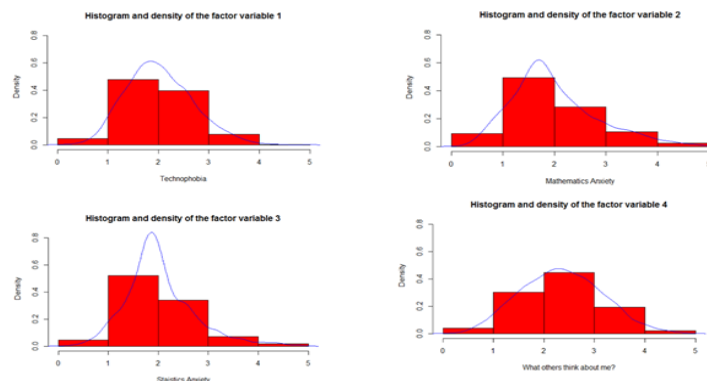 Histogram and density of the factor variable 1
0.8
0.6
0.4
0.2
0.0
Density
0 1 2 3 4 5
Technophobia
Histogram and density of the factor variable 2
0.8
0.6
0.4
0.2
0.0
Density
0 1 2 3 4 5
Mathematics Anxiety
Histogram and density of the factor variable 3
0.8
0.6
0.4
0.2
0.0
Density
0 1 2 3 4 5
Histogram and density of the factor variable 4
0.8
0.6
0.4
0.2
0.0
Density
0 1 2 3 4 5
What others think about me?